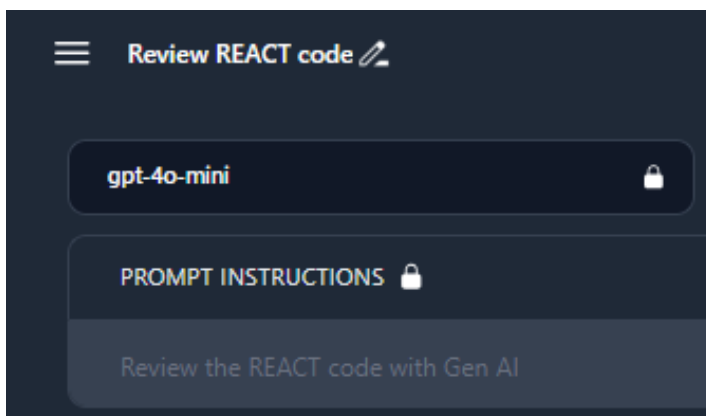 Review REACT code
gpt-4o-mini
PROMPT INSTRUCTIONS
Review the REACT code with Gen AI